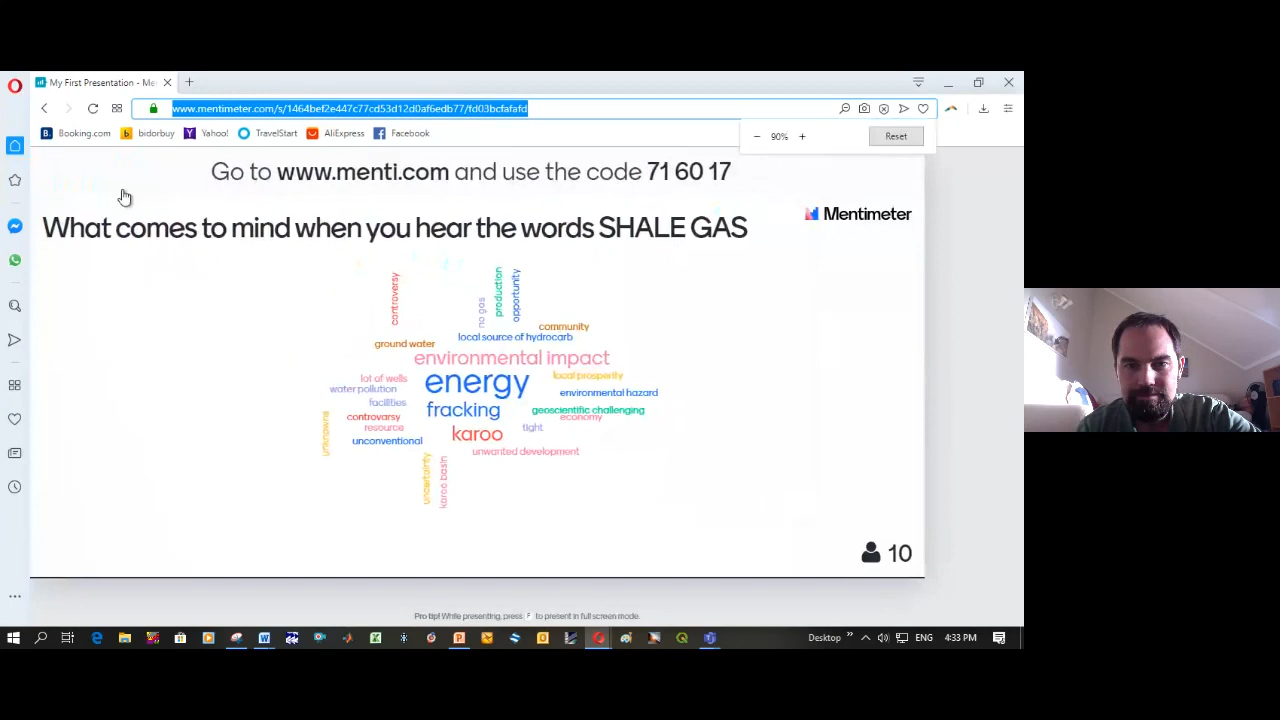 My First Presentation - Me
www.mentimeter.com/s/1464bef2e447c77cd53d12d0af6edb77/fd03bcfafafd
Booking.com bidorbuy Yahoo! TravelStart AliExpress Facebook
90% Reset
Go to www.menti.com and use the code 71 60 17
Mentimeter
What comes to mind when you hear the words SHALE GAS
controversy
no gas
production
opportunity
community
local source of hydrocarb
ground water
environmental impact
lot of wells
energy
local prosperity
water pollution
environmental hazard
facilities
fracking
geoscientific challenging
controvarsy
economy
resource
tight
unknowns
karoo
unconventional
unwanted development
uncertainty
karoo basin
10
Pro tip! While presenting, press F to present in full screen mode.
Desktop ENG 4:33 PM